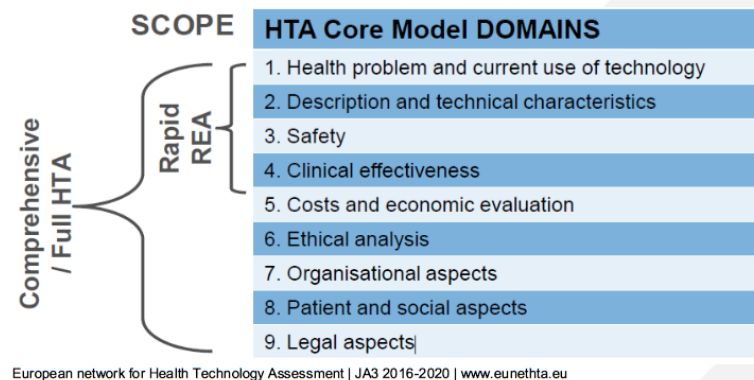 SCOPE
HTA Core Model DOMAINS
Comprehensive
/ Full HTA
Rapid
REA
1. Health problem and current use of technology
2. Description and technical characteristics
3. Safety
4. Clinical effectiveness
5. Costs and economic evaluation
6. Ethical analysis
7. Organisational aspects
8. Patient and social aspects
9. Legal aspects
European network for Health Technology Assessment | JA3 2016-2020 | www.eunethta.eu